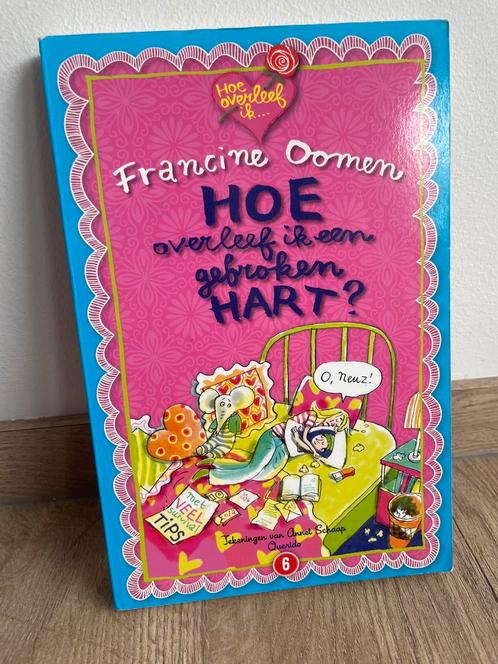 Hoe
overleef
ik...
Francine Oomen
HOE
overleef ik een
gebroken
HART?
O, Neuz!
met
VEEL
survival
TIPS
Tekeningen van Annet Schaap
Querido
6